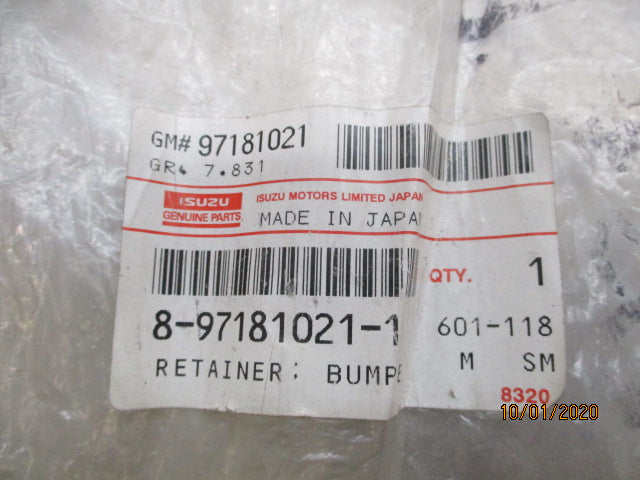 GM# 97181021
GR. 7.831
ISUZU
GENUINE PARTS
ISUZU MOTORS LIMITED JAPAN
MADE IN JAPAN
QTY. 1
8-97181021-1
601-118
RETAINER; BUMPE
M SM
8320
10/01/2020